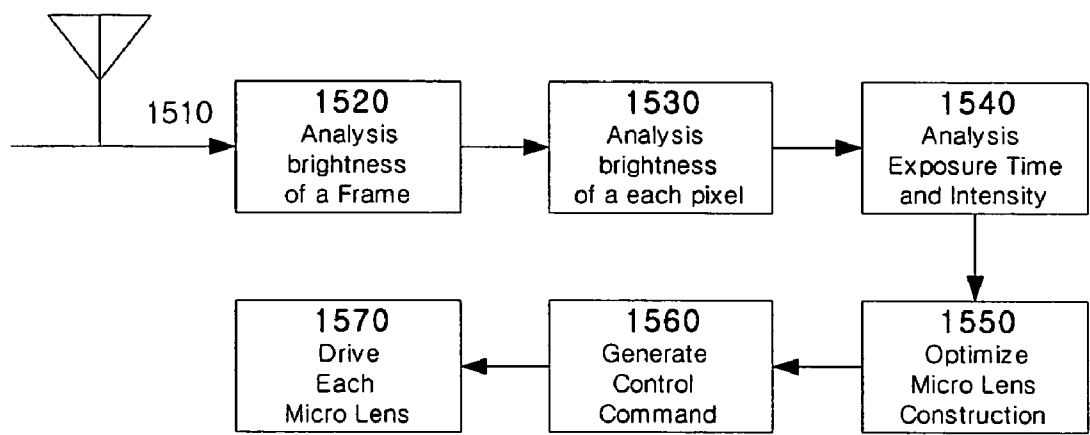 1510
1520
Analysis
brightness
of a Frame
1530
Analysis
brightness
of a each pixel
1540
Analysis
Exposure Time
and Intensity
1570
Drive
Each
Micro Lens
1560
Generate
Control
Command
1550
Optimize
Micro Lens
Construction